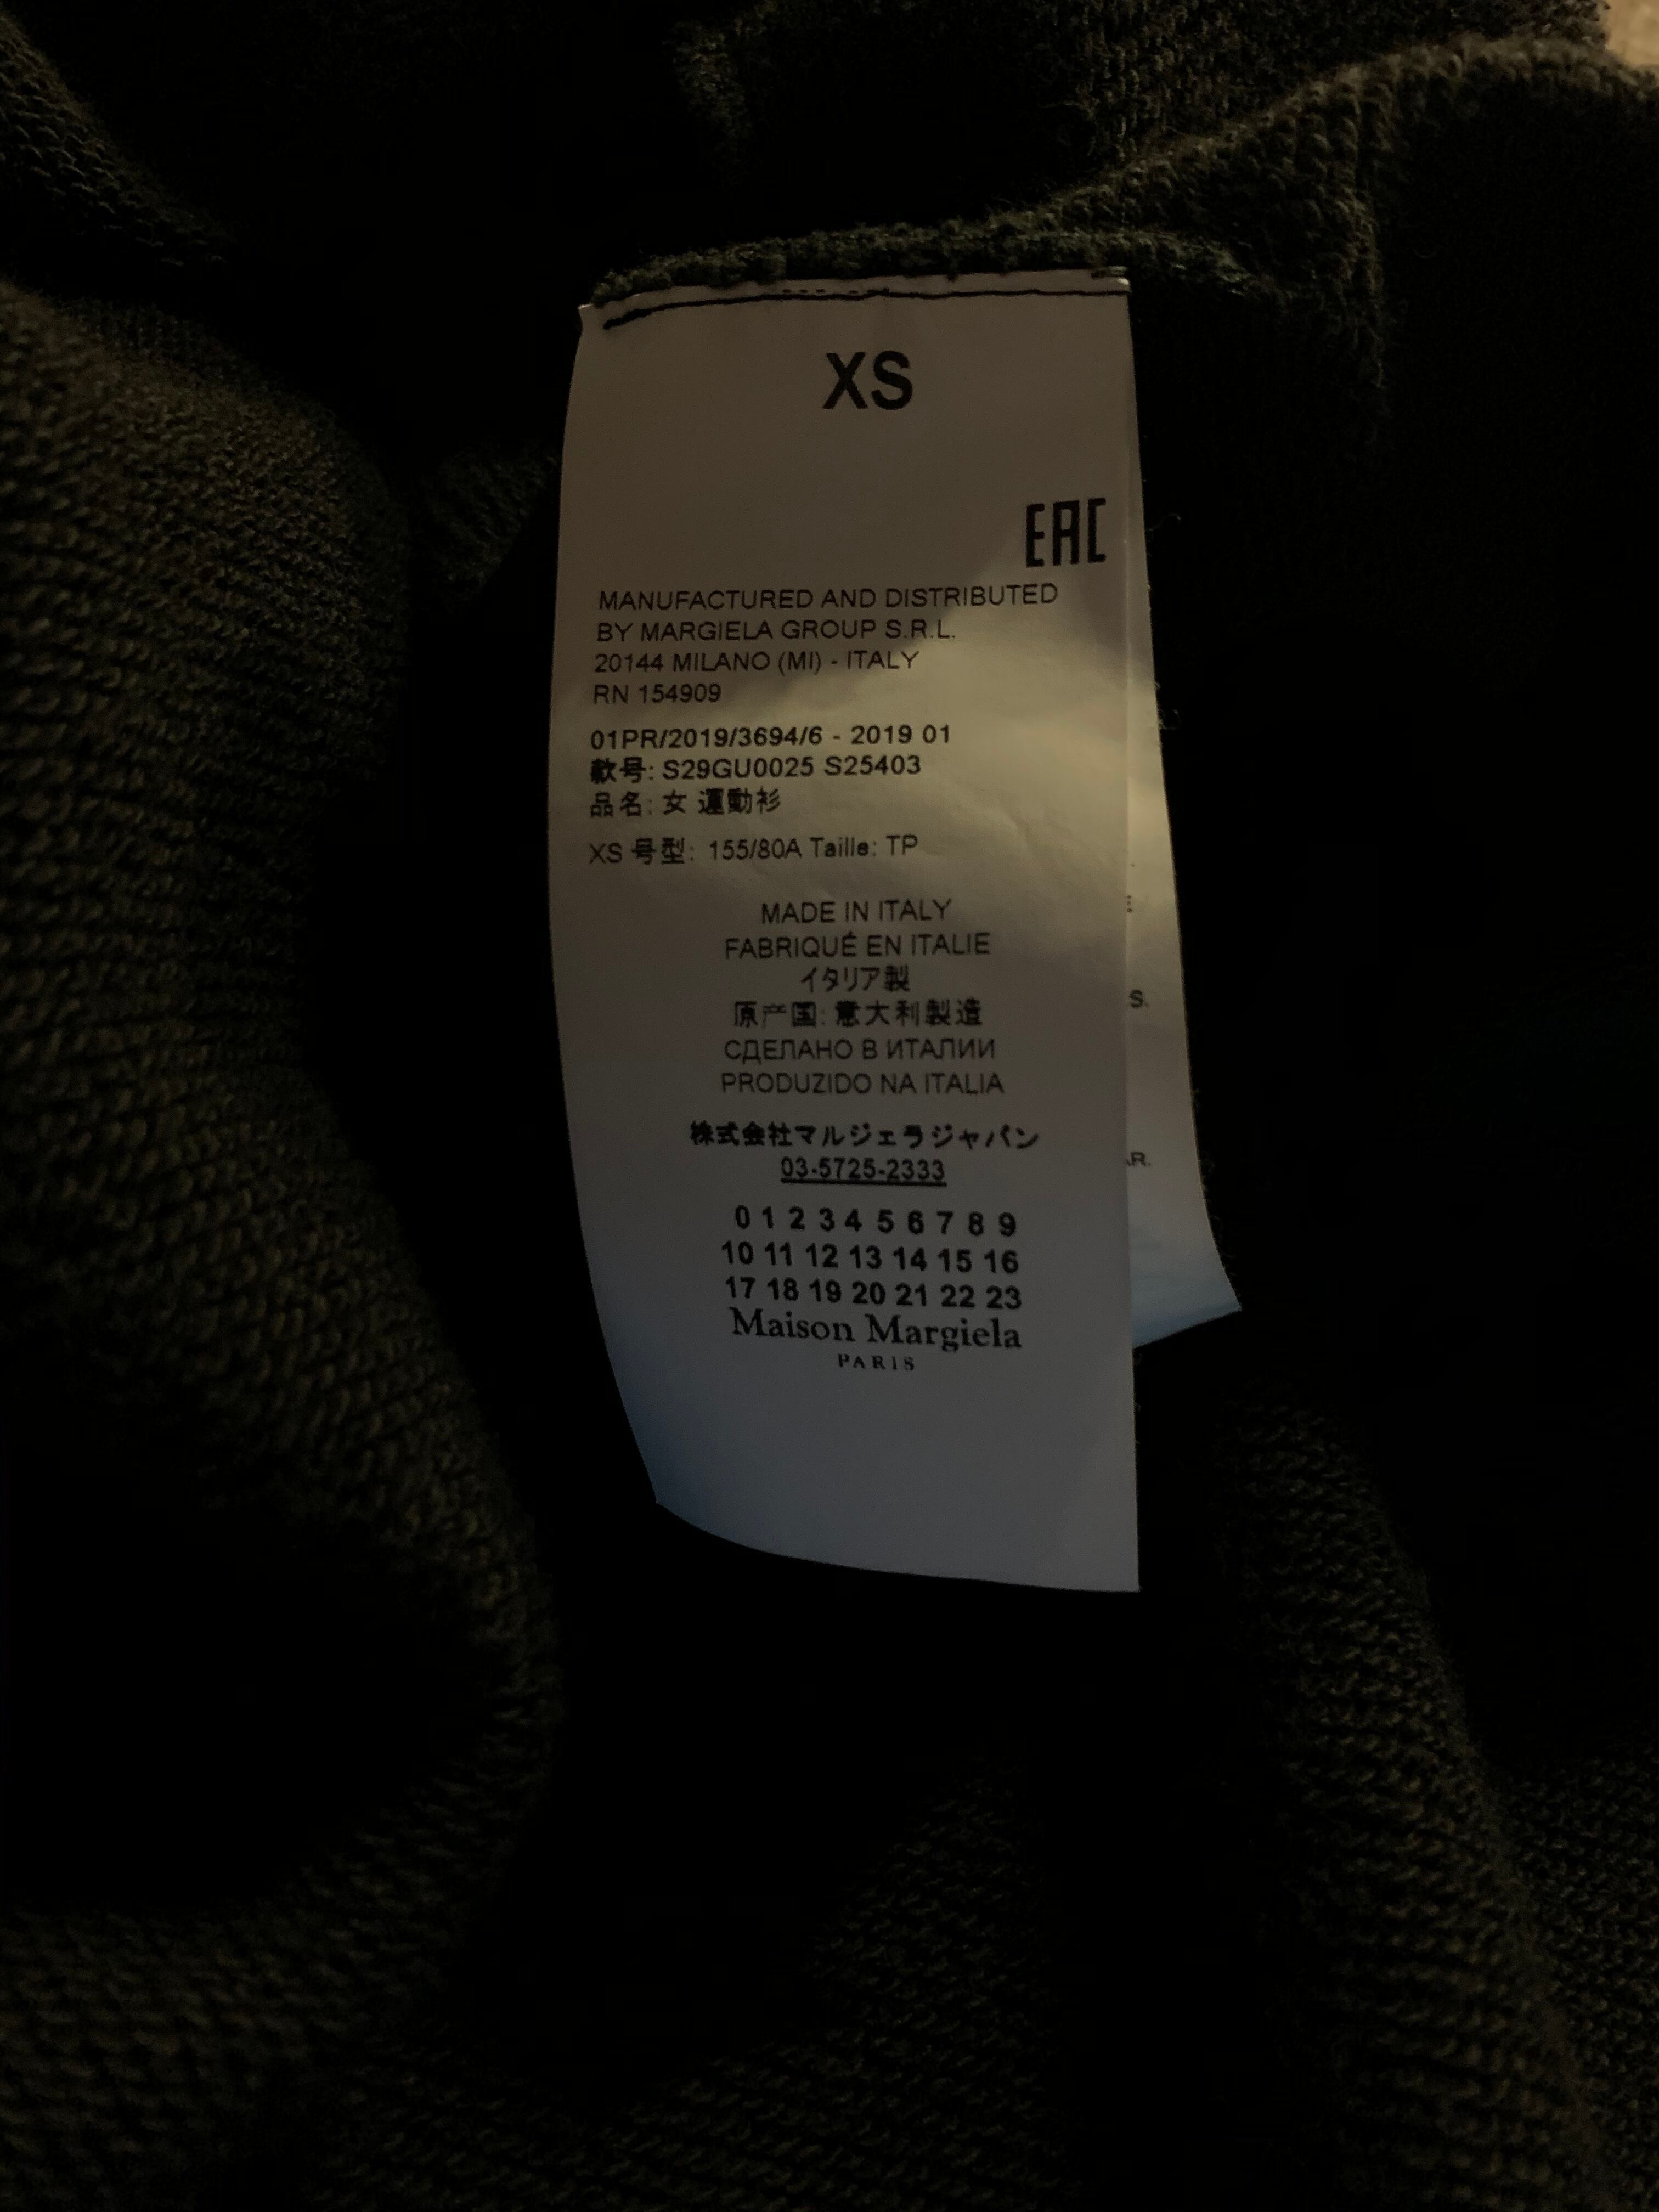 XS
EAC
MANUFACTURED AND DISTRIBUTED
BY MARGIELA GROUP S.R.L.
20144 MILANO (MI) - ITALY
RN 154909
01PR/2019/3694/6 - 2019 01
款号: S29GU0025 S25403
品名: 女 運動衫
XS 号型: 155/80A Taille: TP
MADE IN ITALY
FABRIQUÉ EN ITALIE
イタリア製
原产国: 意大利製造
СДЕЛАНО В ИТАЛИИ
PRODUZIDO NA ITALIA
株式会社マルジェラジャパン
03-5725-2333
0 1 2 3 4 5 6 7 8 9
10 11 12 13 14 15 16
17 18 19 20 21 22 23
Maison Margiela
PARIS